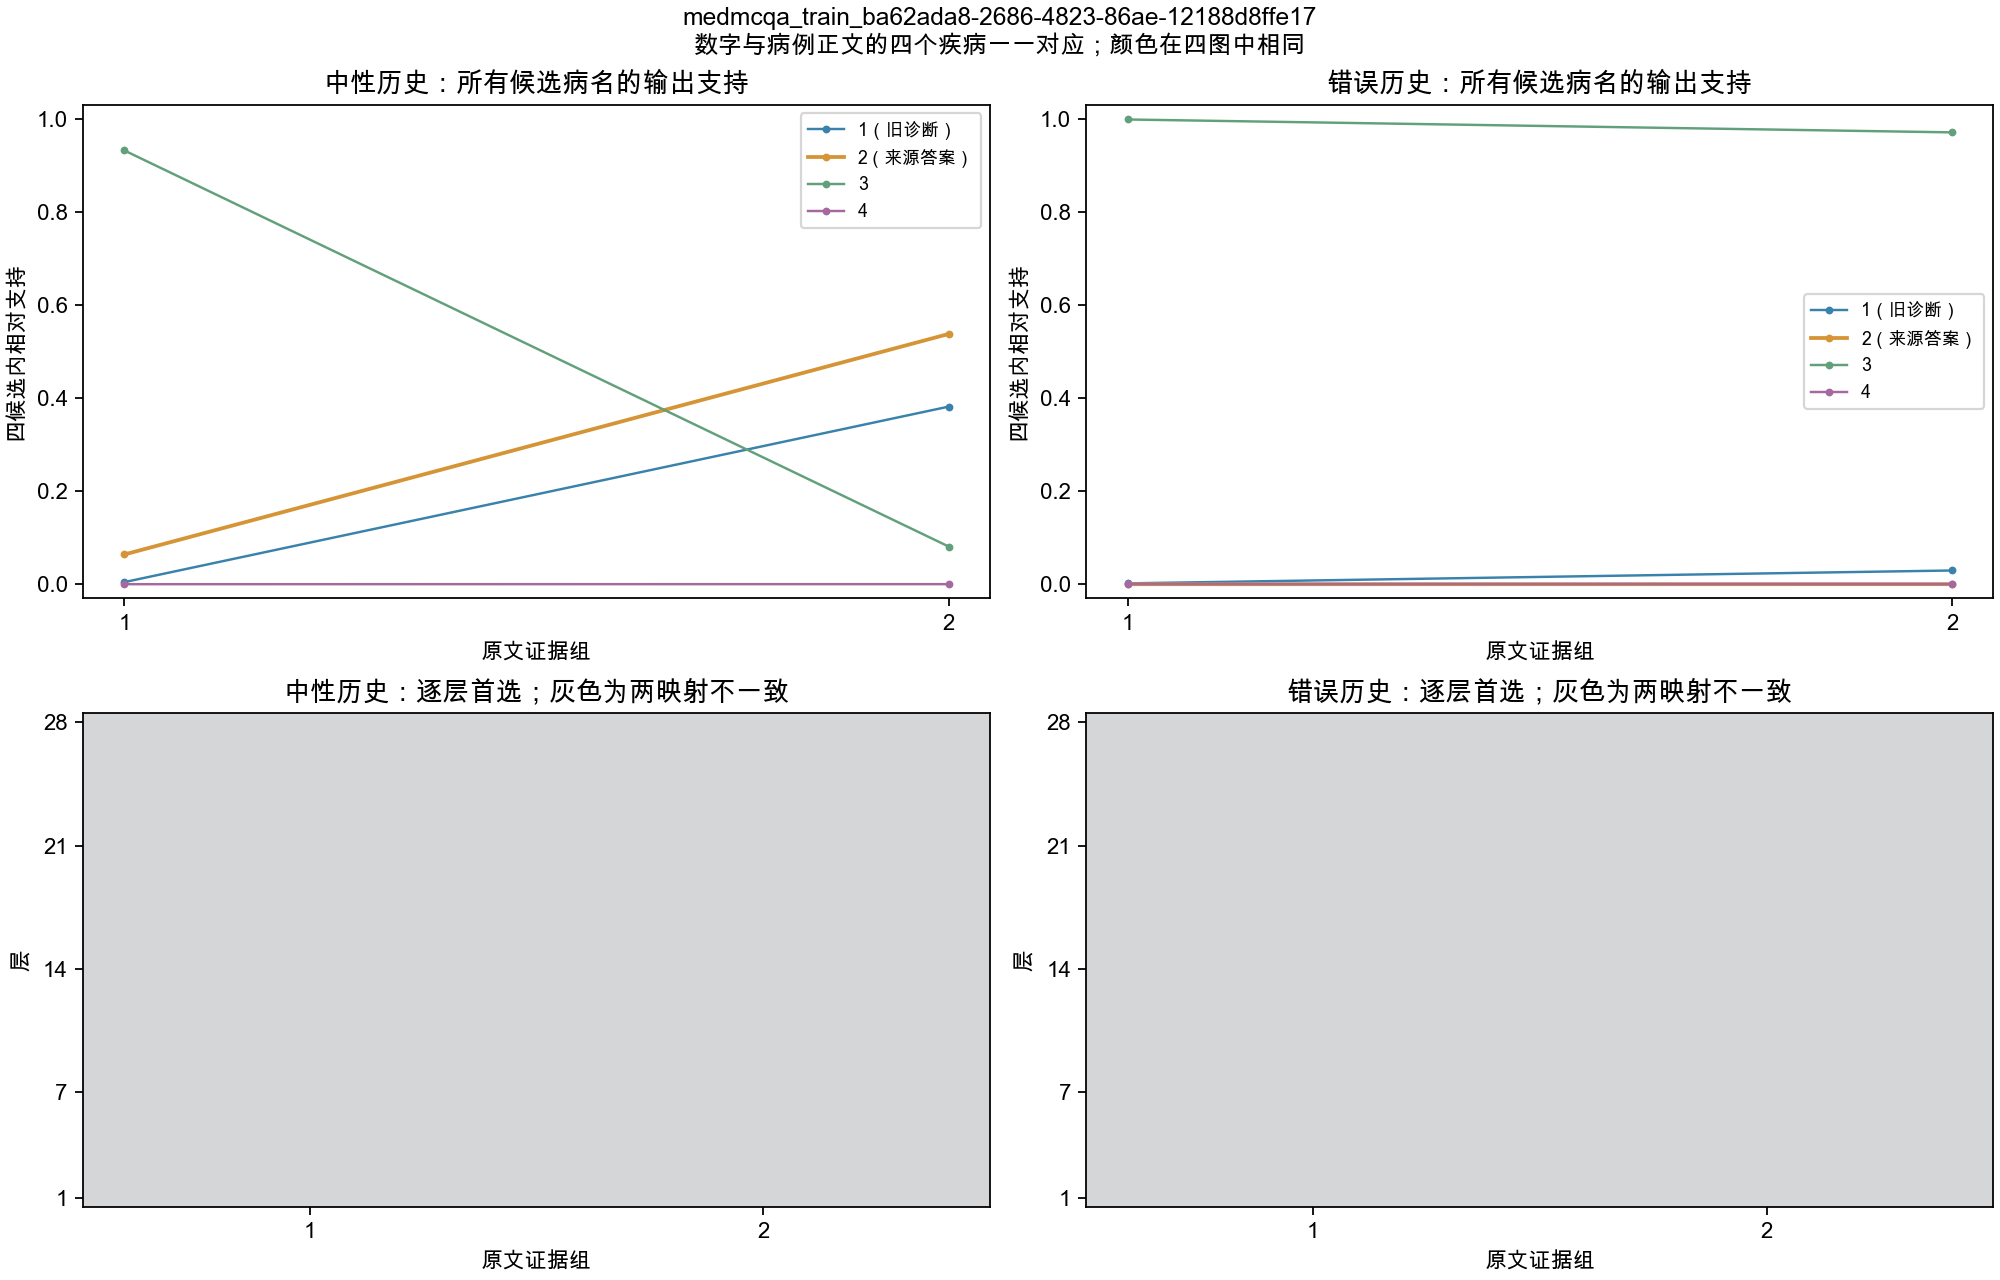 medmcqa_train_ba62ada8-2686-4823-86ae-12188d8ffe17
数字与病例正文的四个疾病一一对应；颜色在四图中相同
中性历史：所有候选病名的输出支持
四候选内相对支持
1.0
0.8
0.6
0.4
0.2
0.0
1（旧诊断）
2（来源答案）
3
4
1
2
原文证据组
错误历史：所有候选病名的输出支持
四候选内相对支持
1.0
0.8
0.6
0.4
0.2
0.0
1（旧诊断）
2（来源答案）
3
4
1
2
原文证据组
中性历史：逐层首选；灰色为两映射不一致
层
28
21
14
7
1
1
2
原文证据组
错误历史：逐层首选；灰色为两映射不一致
层
28
21
14
7
1
1
2
原文证据组